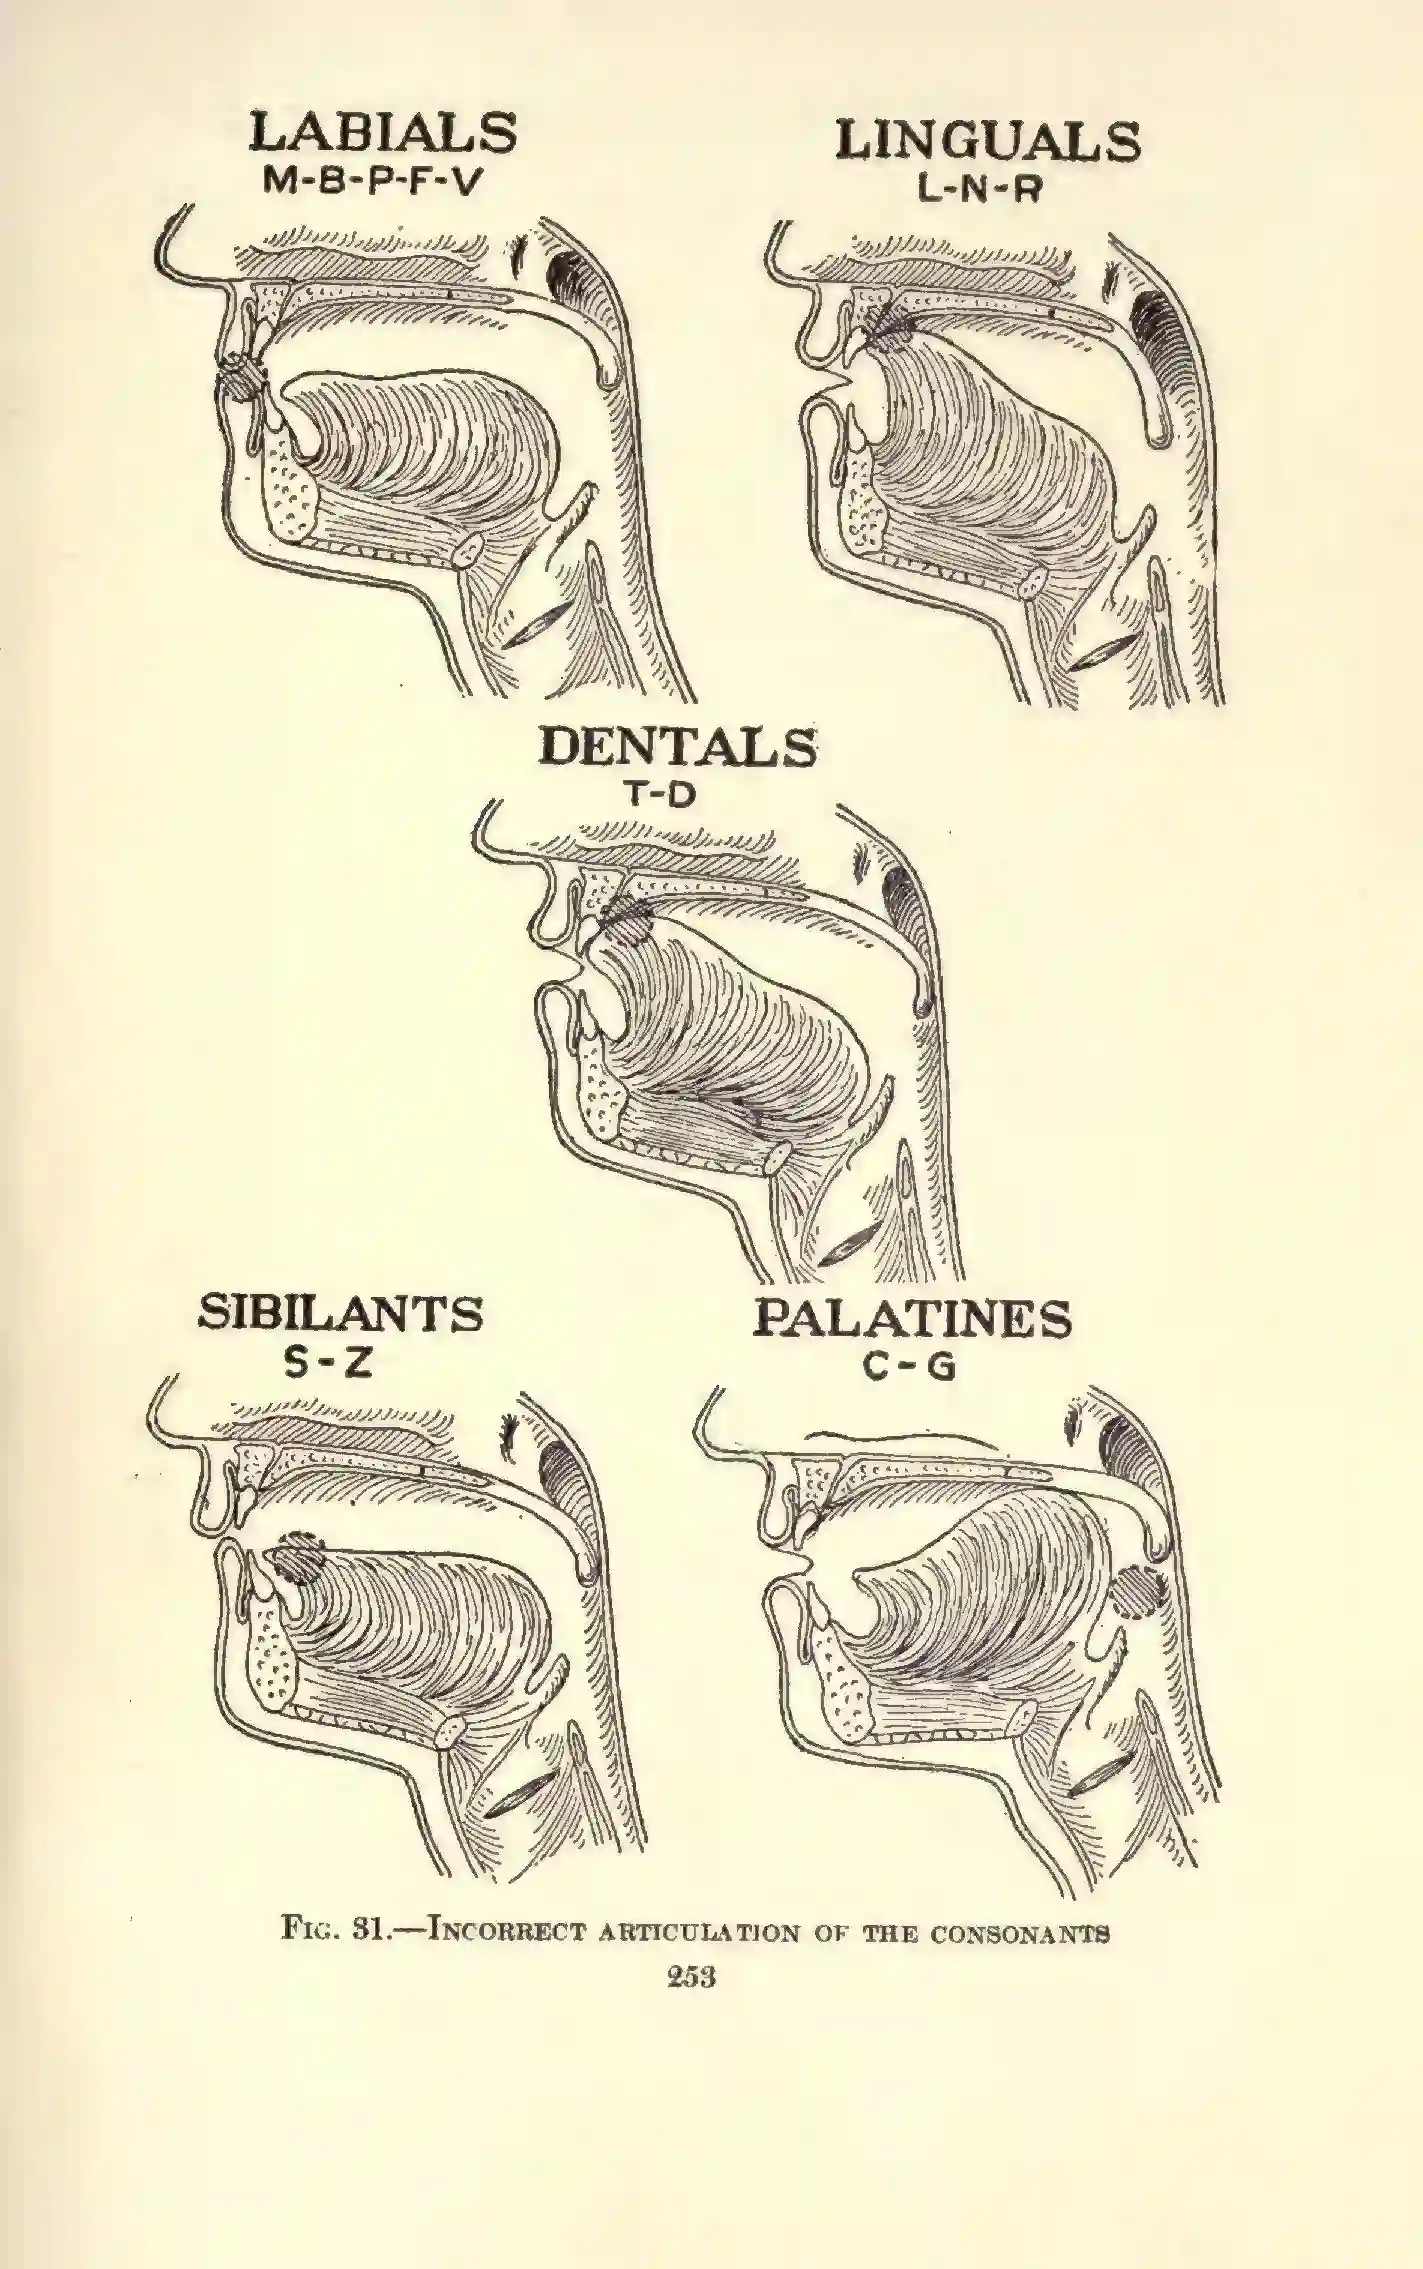 LABIALS
M-B-P-F-V
LINGUALS
L-N-R
DENTALS
T-D
SIBILANTS
S-Z
PALATINES
C-G
FIG. 31.—INCORRECT ARTICULATION OF THE CONSONANTS
253